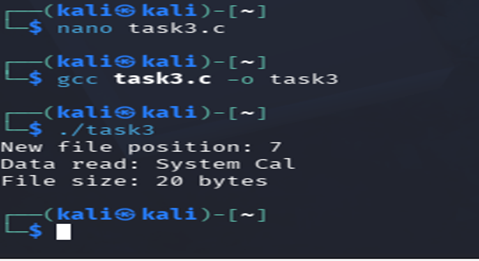 ┌──(kali㉿kali)-[~]
└─$ nano task3.c
┌──(kali㉿kali)-[~]
└─$ gcc task3.c -o task3
┌──(kali㉿kali)-[~]
└─$ ./task3
New file position: 7
Data read: System Cal
File size: 20 bytes
┌──(kali㉿kali)-[~]
└─$